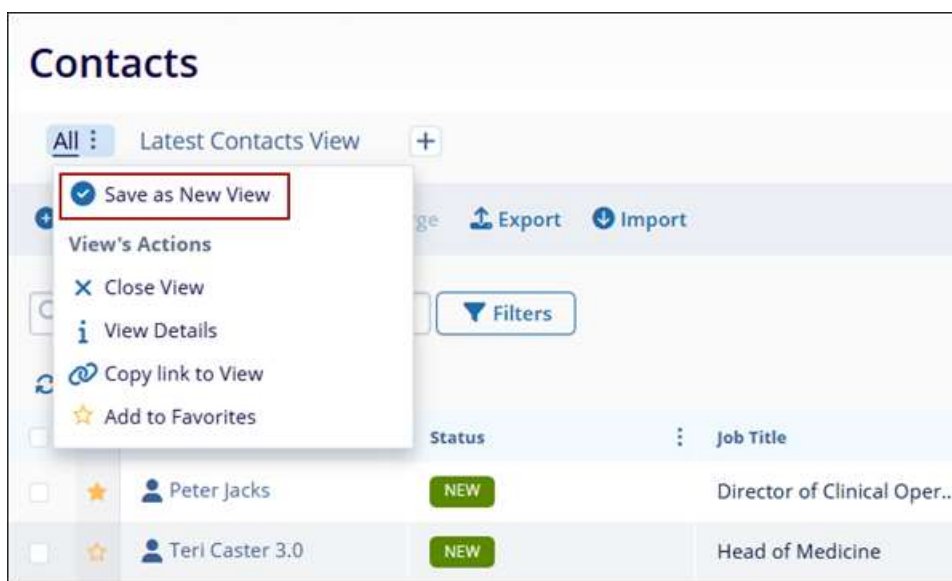 Contacts
All Latest Contacts View +
Save as New View
Export Import
View's Actions
Close View
Filters
View Details
Copy link to View
Add to Favorites
Status Job Title
Peter Jacks NEW Director of Clinical Oper...
Teri Caster 3.0 NEW Head of Medicine